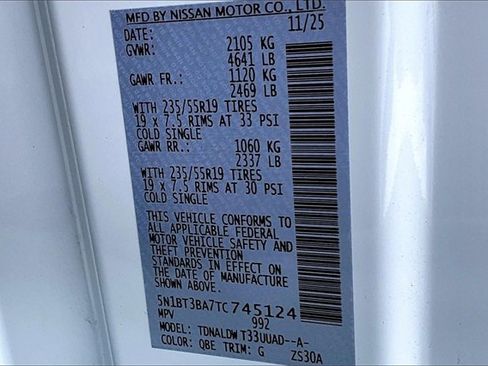 MFD BY NISSAN MOTOR CO., LTD.
DATE: 11/25
GVWR: 2105 KG
4641 LB
GAWR FR.: 1120 KG
2469 LB
WITH 235/55R19 TIRES
19 x 7.5 RIMS AT 33 PSI
COLD SINGLE
GAWR RR.: 1060 KG
2337 LB
WITH 235/55R19 TIRES
19 x 7.5 RIMS AT 30 PSI
COLD SINGLE
THIS VEHICLE CONFORMS TO
ALL APPLICABLE FEDERAL
MOTOR VEHICLE SAFETY AND
THEFT PREVENTION
STANDARDS IN EFFECT ON
THE DATE OF MANUFACTURE
SHOWN ABOVE.
5N1BT3BA7TC745124
MPV 992
MODEL: TDNALDW T33UUAD--A-
COLOR: QBE TRIM: G ZS30A